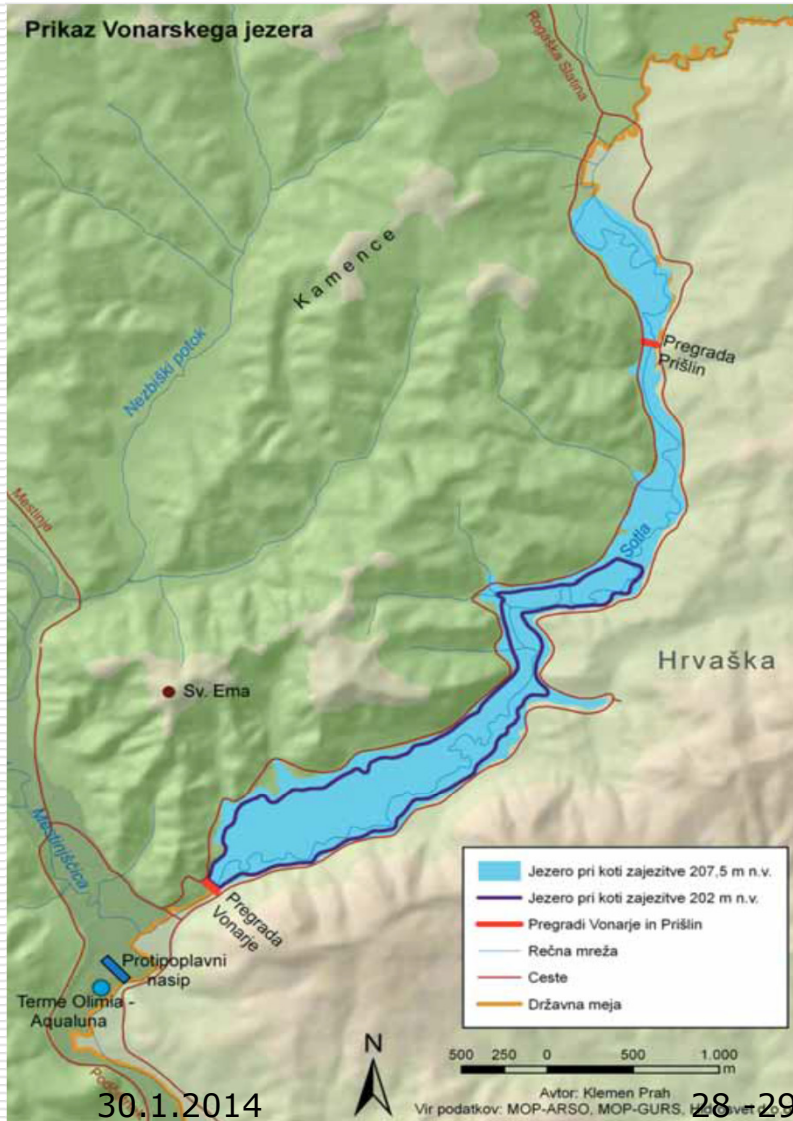 Prikaz Vonarskega jezera
Rogaška Slatina
Kamence
Nezbiški potok
Pregrada
Prišlin
Mestinje
Sotla
Hrvaška
Sv. Ema
Mestinjščica
Pregrada
Vonarje
Protipoplavni
nasip
Terme Olimia -
Aqualuna
Jezero pri koti zajezitve 207,5 m n.v.
Jezero pri koti zajezitve 202 m n.v.
Pregradi Vonarje in Prišlin
Rečna mreža
Ceste
Državna meja
N
500 250 0 500 1.000
m
Avtor: Klemen Prah
Vir podatkov: MOP-ARSO, MOP-GURS, Hidrosvet d.o.o.
30.1.2014
28 -29